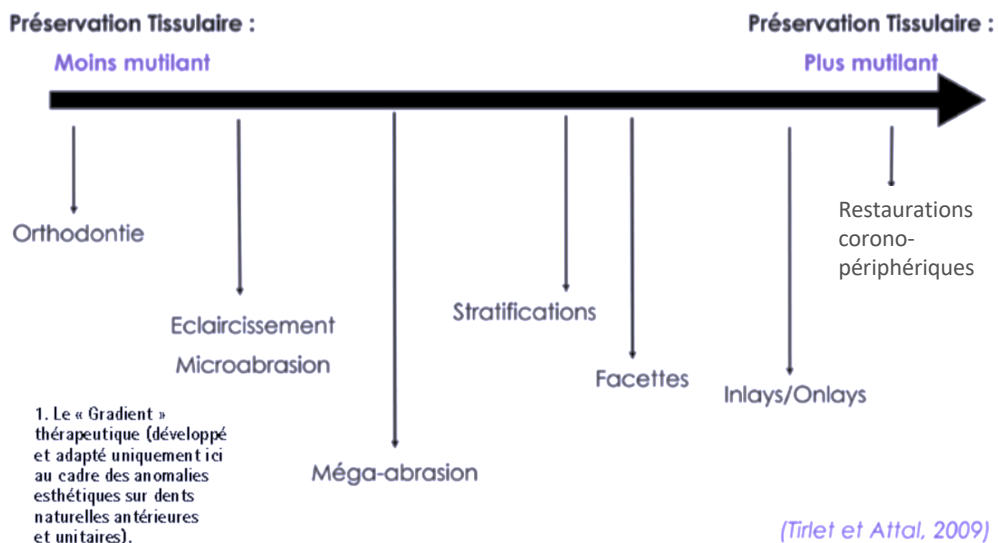 Préservation Tissulaire :
Moins mutilant
Préservation Tissulaire :
Plus mutilant
Orthodontie
Eclaircissement
Microabrasion
Méga-abrasion
Stratifications
Facettes
Inlays/Onlays
Restaurations
corono-
périphériques
1. Le « Gradient »
thérapeutique (développé
et adapté uniquement ici
au cadre des anomalies
esthétiques sur dents
naturelles antérieures
et unitaires).
(Tirlet et Attal, 2009)